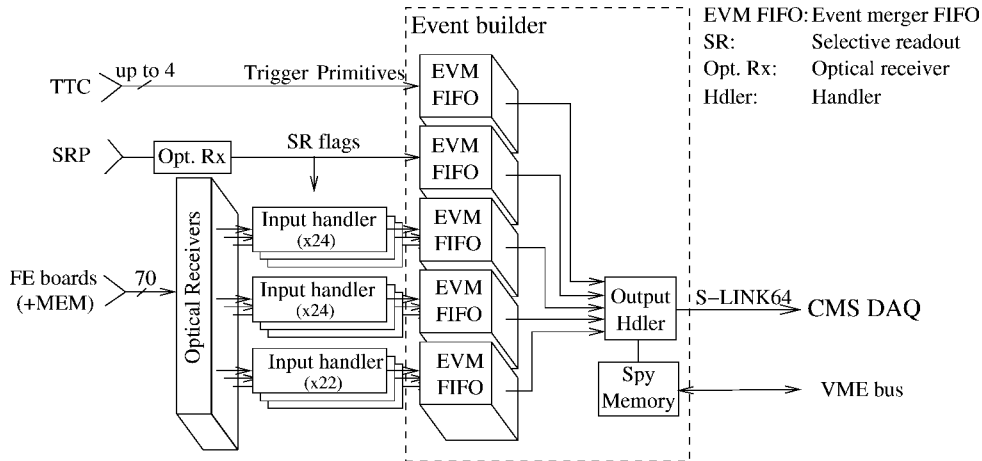 Event builder
EVM FIFO: Event merger FIFO
SR: Selective readout
Opt. Rx: Optical receiver
Hdler: Handler
TTC
up to 4
Trigger Primitives
EVM
FIFO
SRP
Opt. Rx
SR flags
EVM
FIFO
Optical Receivers
Input handler
(x24)
EVM
FIFO
FE boards
(+MEM)
70
Input handler
(x24)
EVM
FIFO
Input handler
(x22)
EVM
FIFO
Output
Hdler
S-LINK64
CMS DAQ
Spy
Memory
VME bus